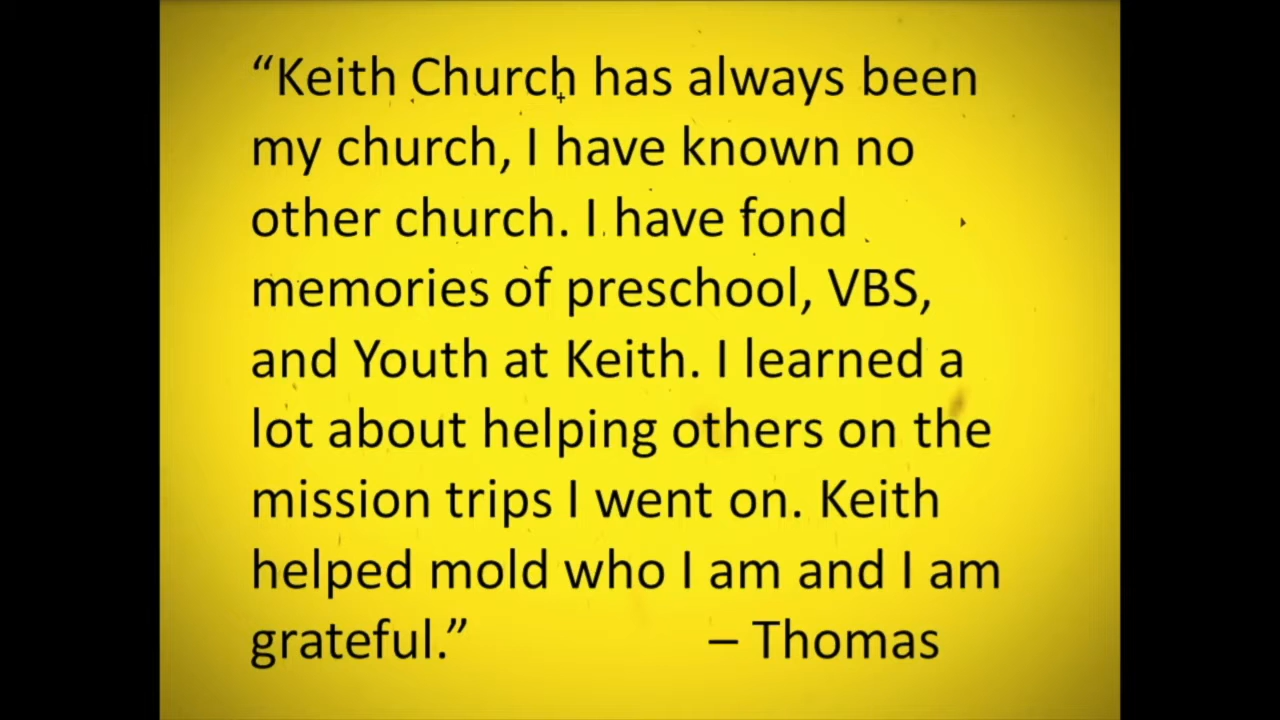 “Keith Church has always been
my church, I have known no
other church. I have fond
memories of preschool, VBS,
and Youth at Keith. I learned a
lot about helping others on the
mission trips I went on. Keith
helped mold who I am and I am
grateful.” – Thomas